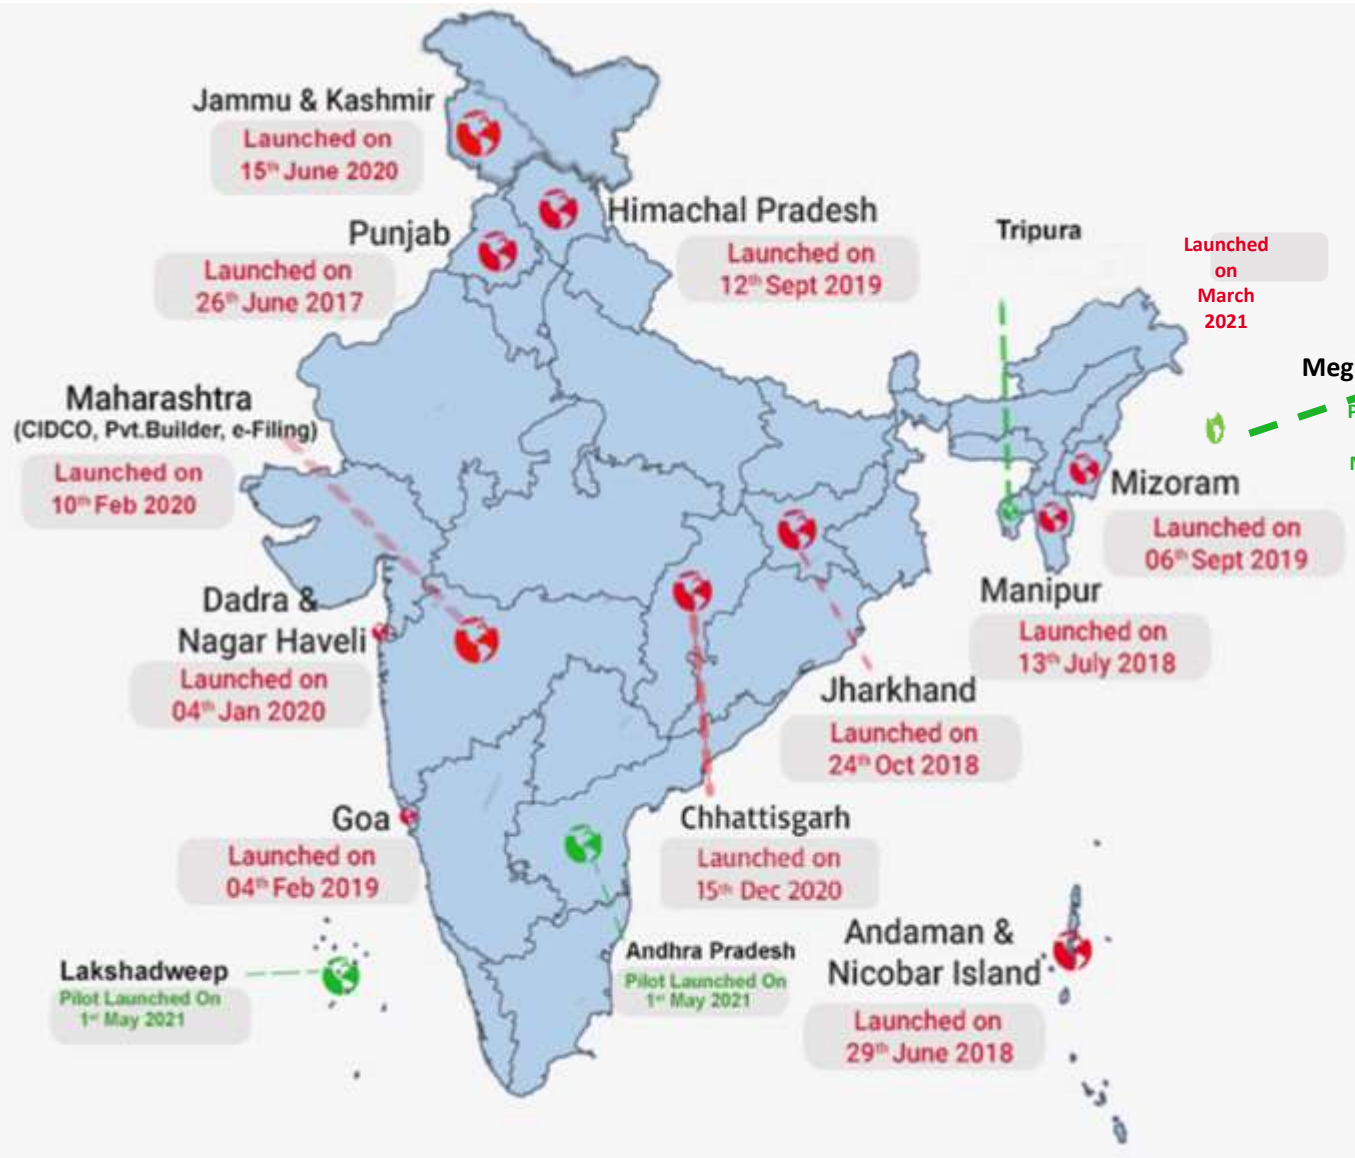 Jammu & Kashmir
Launched on
15th June 2020
Himachal Pradesh
Launched on
12th Sept 2019
Punjab
Launched on
26th June 2017
Tripura
Launched
on
March
2021
Meg
P
M
Maharashtra
(CIDCO, Pvt.Builder, e-Filing)
Launched on
10th Feb 2020
Mizoram
Launched on
06th Sept 2019
Manipur
Launched on
13th July 2018
Dadra &
Nagar Haveli
Launched on
04th Jan 2020
Jharkhand
Launched on
24th Oct 2018
Goa
Launched on
04th Feb 2019
Chhattisgarh
Launched on
15th Dec 2020
Andhra Pradesh
Pilot Launched On
1st May 2021
Andaman &
Nicobar Island
Launched on
29th June 2018
Lakshadweep
Pilot Launched On
1st May 2021